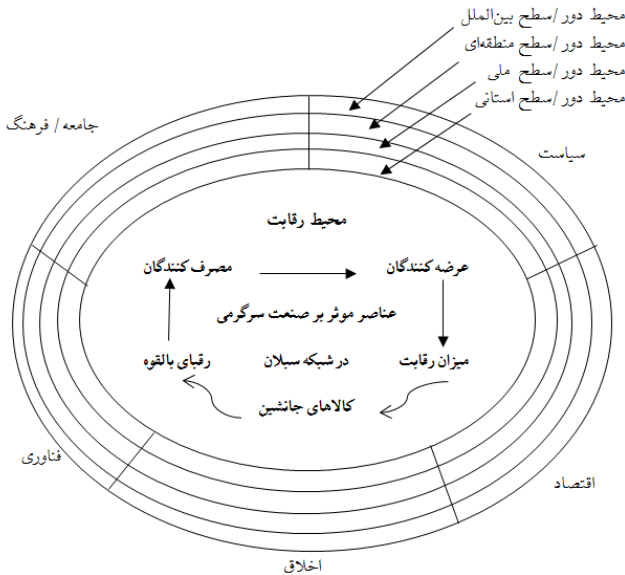 محیط دور /سطح بین‌الملل
محیط دور /سطح منطقه‌ای
محیط دور /سطح ملی
محیط دور /سطح استانی
جامعه / فرهنگ
سیاست
محیط رقابت
عرضه کنندگان
مصرف کنندگان
عناصر موثر بر صنعت سرگرمی
میزان رقابت
در شبکه سبلان
رقبای بالقوه
کالاهای جانشین
فناوری
اقتصاد
اخلاق